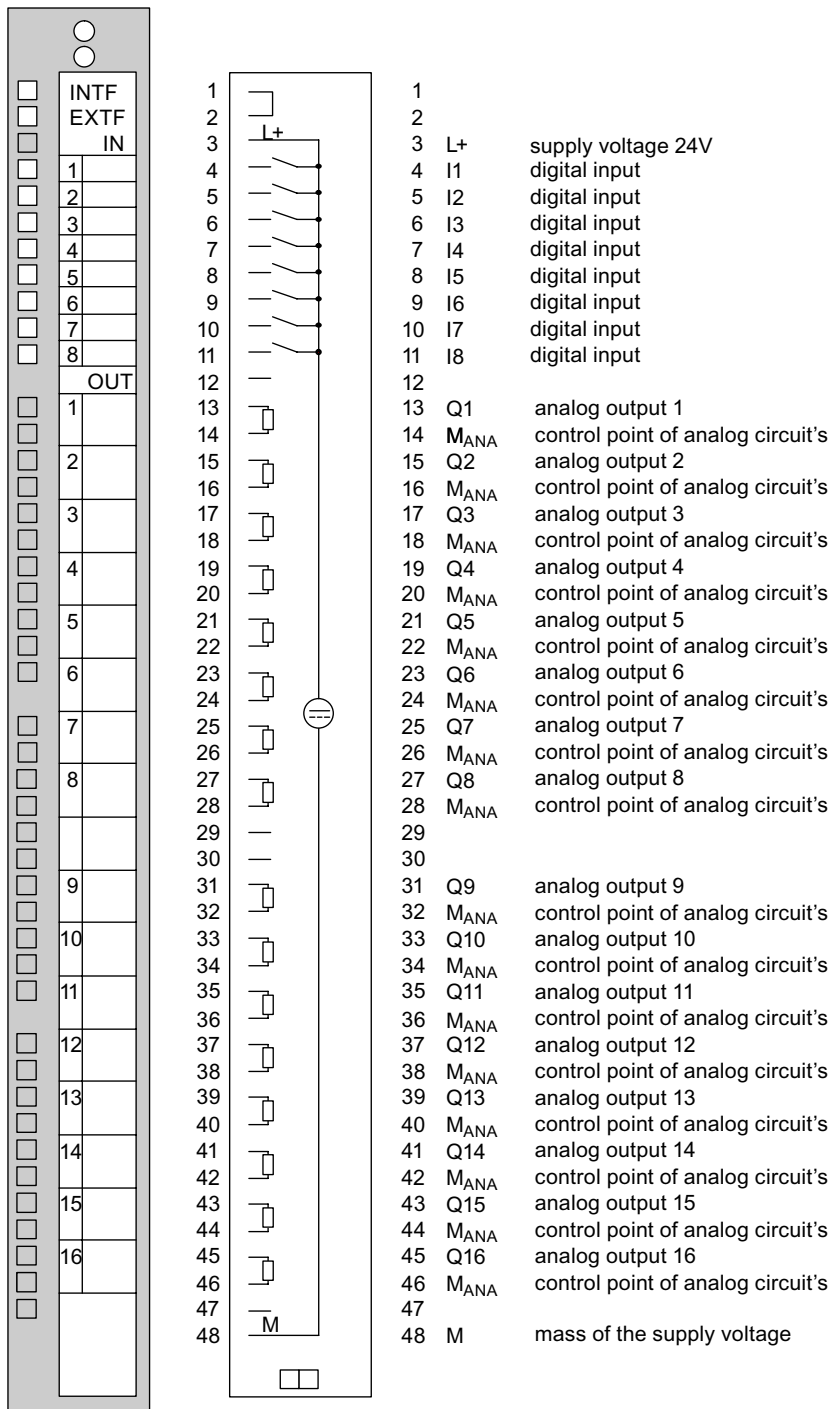 INTF
EXTF
IN
1
2
3
4
5
6
7
8
OUT
1
2
3
4
5
6
7
8
9
10
11
12
13
14
15
16
1
2
3 L+
4
5
6
7
8
9
10
11
12
13
14
15
16
17
18
19
20
21
22
23
24
25
26
27
28
29
30
31
32
33
34
35
36
37
38
39
40
41
42
43
44
45
46
47
48 M
1
2
3 L+ supply voltage 24V
4 I1 digital input
5 I2 digital input
6 I3 digital input
7 I4 digital input
8 I5 digital input
9 I6 digital input
10 I7 digital input
11 I8 digital input
12
13 Q1 analog output 1
14 MANA control point of analog circuit's
15 Q2 analog output 2
16 MANA control point of analog circuit's
17 Q3 analog output 3
18 MANA control point of analog circuit's
19 Q4 analog output 4
20 MANA control point of analog circuit's
21 Q5 analog output 5
22 MANA control point of analog circuit's
23 Q6 analog output 6
24 MANA control point of analog circuit's
25 Q7 analog output 7
26 MANA control point of analog circuit's
27 Q8 analog output 8
28 MANA control point of analog circuit's
29
30
31 Q9 analog output 9
32 MANA control point of analog circuit's
33 Q10 analog output 10
34 MANA control point of analog circuit's
35 Q11 analog output 11
36 MANA control point of analog circuit's
37 Q12 analog output 12
38 MANA control point of analog circuit's
39 Q13 analog output 13
40 MANA control point of analog circuit's
41 Q14 analog output 14
42 MANA control point of analog circuit's
43 Q15 analog output 15
44 MANA control point of analog circuit's
45 Q16 analog output 16
46 MANA control point of analog circuit's
47
48 M mass of the supply voltage